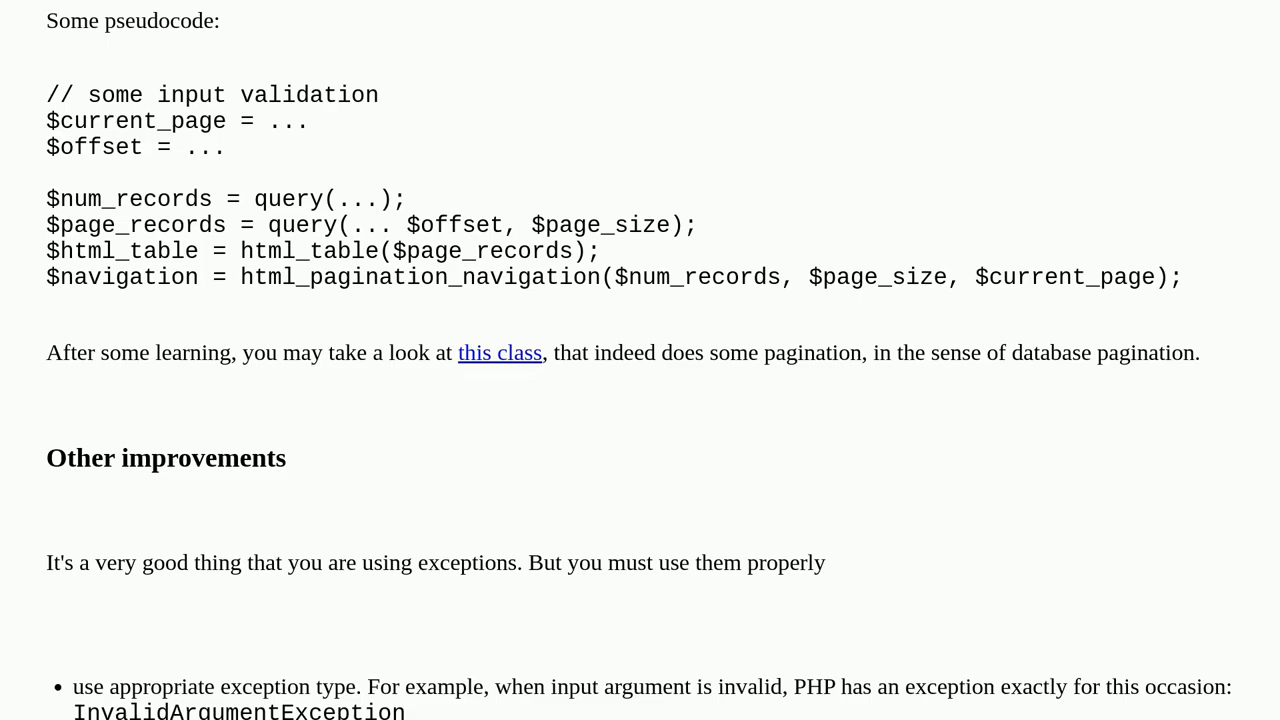 Some pseudocode:
// some input validation
$current_page = ...
$offset = ...
$num_records = query(...);
$page_records = query(... $offset, $page_size);
$html_table = html_table($page_records);
$navigation = html_pagination_navigation($num_records, $page_size, $current_page);
After some learning, you may take a look at this class, that indeed does some pagination, in the sense of database pagination.
Other improvements
It's a very good thing that you are using exceptions. But you must use them properly
• use appropriate exception type. For example, when input argument is invalid, PHP has an exception exactly for this occasion:
InvalidArgumentException